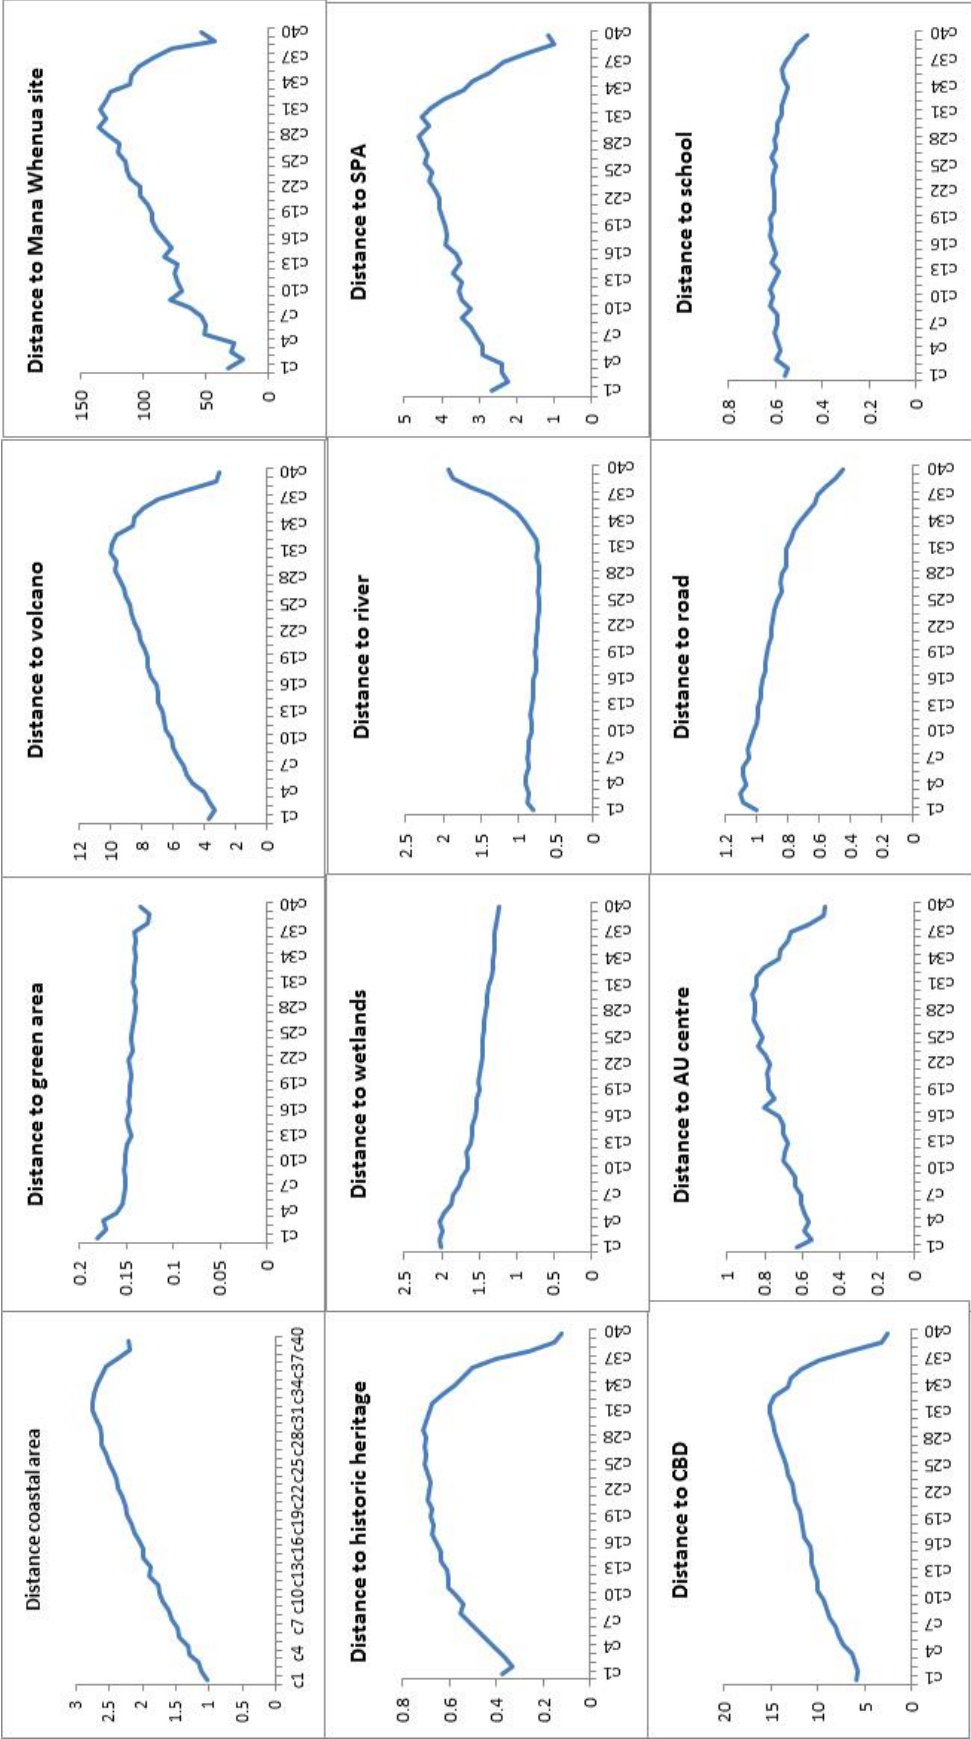 Distance coastal area
3
2.5
2
1.5
1
0.5
0
c1 c4 c7 c10c13c16c19c22c25c28c31c34c37c40
Distance to green area
0.2
0.15
0.1
0.05
0
c1 c4 c7 c10 c13 c16 c19 c22 c25 c28 c31 c34 c37 c40
Distance to volcano
12
10
8
6
4
2
0
c1 c4 c7 c10 c13 c16 c19 c22 c25 c28 c31 c34 c37 c40
Distance to Mana Whenua site
150
100
50
0
c1 c4 c7 c10 c13 c16 c19 c22 c25 c28 c31 c34 c37 c40
Distance to historic heritage
0.8
0.6
0.4
0.2
0
c1 c4 c7 c10 c13 c16 c19 c22 c25 c28 c31 c34 c37 c40
Distance to wetlands
2.5
2
1.5
1
0.5
0
c1 c4 c7 c10 c13 c16 c19 c22 c25 c28 c31 c34 c37 c40
Distance to river
2.5
2
1.5
1
0.5
0
c1 c4 c7 c10 c13 c16 c19 c22 c25 c28 c31 c34 c37 c40
Distance to SPA
5
4
3
2
1
0
c1 c4 c7 c10 c13 c16 c19 c22 c25 c28 c31 c34 c37 c40
Distance to CBD
20
15
10
5
0
c1 c4 c7 c10 c13 c16 c19 c22 c25 c28 c31 c34 c37 c40
Distance to AU centre
1
0.8
0.6
0.4
0.2
0
c1 c4 c7 c10 c13 c16 c19 c22 c25 c28 c31 c34 c37 c40
Distance to road
1.2
1
0.8
0.6
0.4
0.2
0
c1 c4 c7 c10 c13 c16 c19 c22 c25 c28 c31 c34 c37 c40
Distance to school
0.8
0.6
0.4
0.2
0
c1 c4 c7 c10 c13 c16 c19 c22 c25 c28 c31 c34 c37 c40